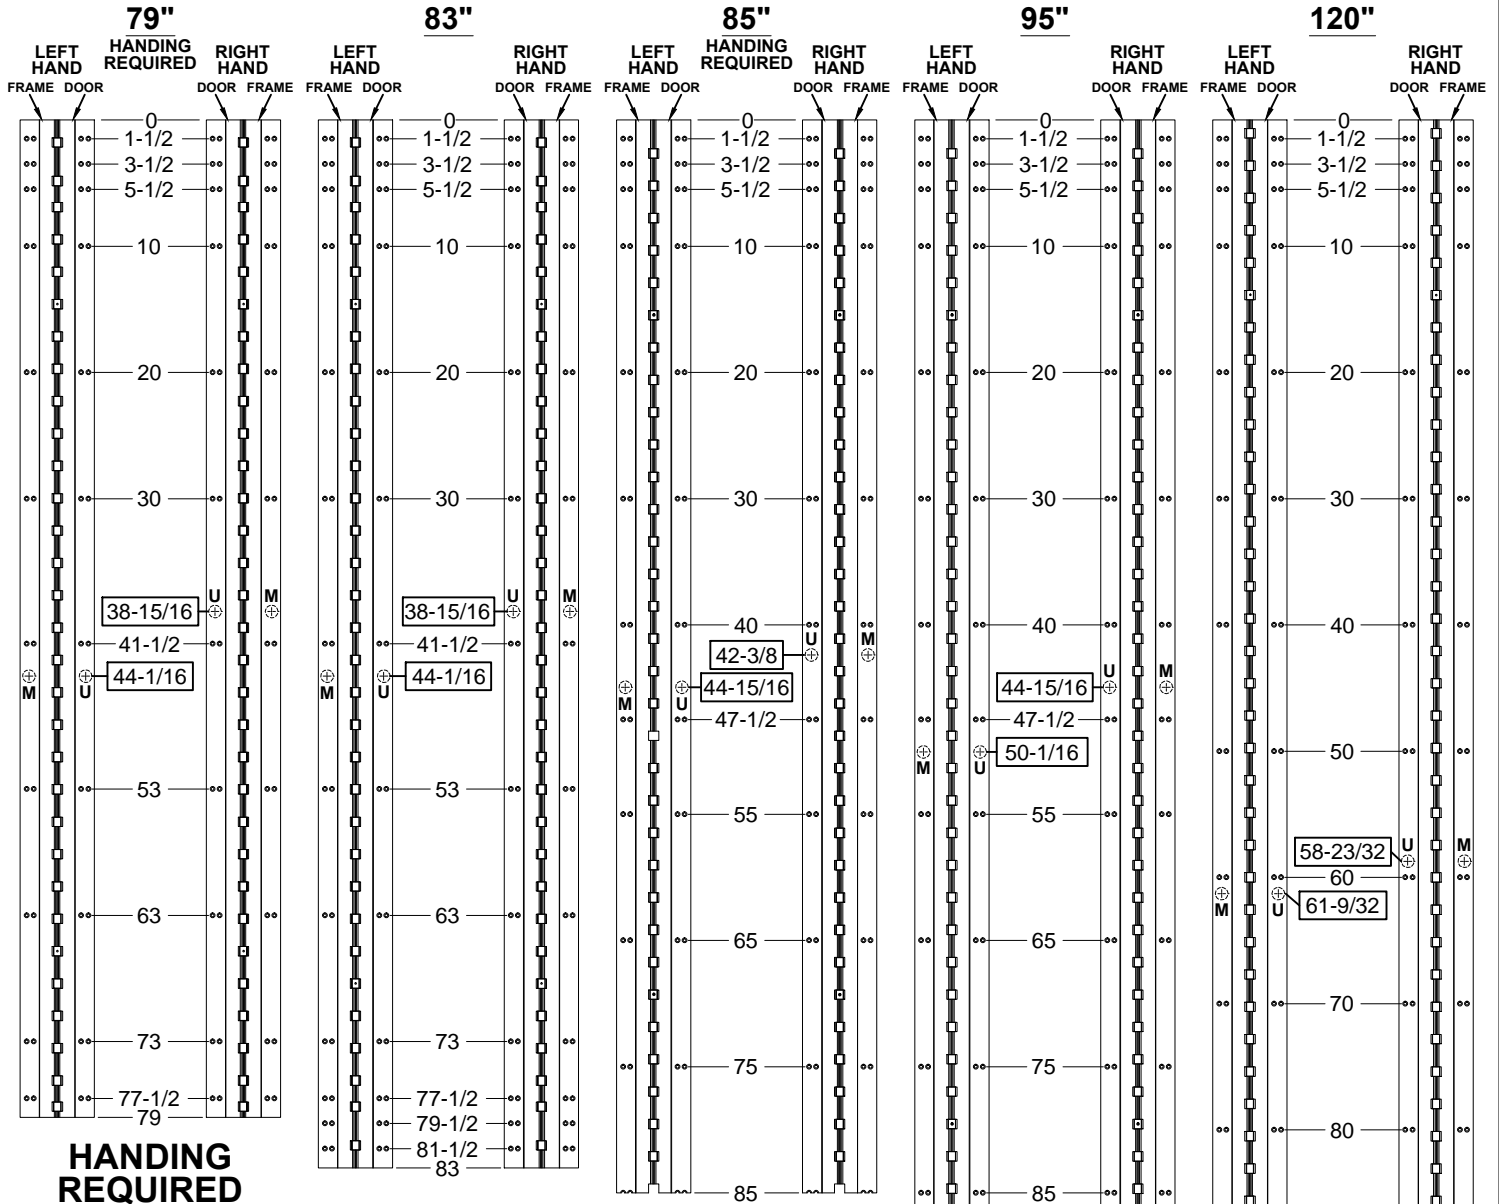 79"
HANDING
REQUIRED
LEFT
HAND
RIGHT
HAND
FRAME DOOR
DOOR FRAME
0
1-1/2
3-1/2
5-1/2
10
20
30
U
M
38-15/16
41-1/2
44-1/16
M
U
53
63
73
77-1/2
79
HANDING
REQUIRED
83"
LEFT
HAND
RIGHT
HAND
FRAME DOOR
DOOR FRAME
0
1-1/2
3-1/2
5-1/2
10
20
30
U
M
38-15/16
41-1/2
44-1/16
M
U
53
63
73
77-1/2
79-1/2
81-1/2
83
85"
HANDING
REQUIRED
LEFT
HAND
RIGHT
HAND
FRAME DOOR
DOOR FRAME
0
1-1/2
3-1/2
5-1/2
10
20
30
40
U
M
42-3/8
44-15/16
M
U
47-1/2
55
65
75
85
95"
LEFT
HAND
RIGHT
HAND
FRAME DOOR
DOOR FRAME
0
1-1/2
3-1/2
5-1/2
10
20
30
40
U
M
44-15/16
47-1/2
50-1/16
M
U
55
65
75
85
120"
LEFT
HAND
RIGHT
HAND
FRAME DOOR
DOOR FRAME
0
1-1/2
3-1/2
5-1/2
10
20
30
40
50
U
M
58-23/32
60
61-9/32
M
U
70
80